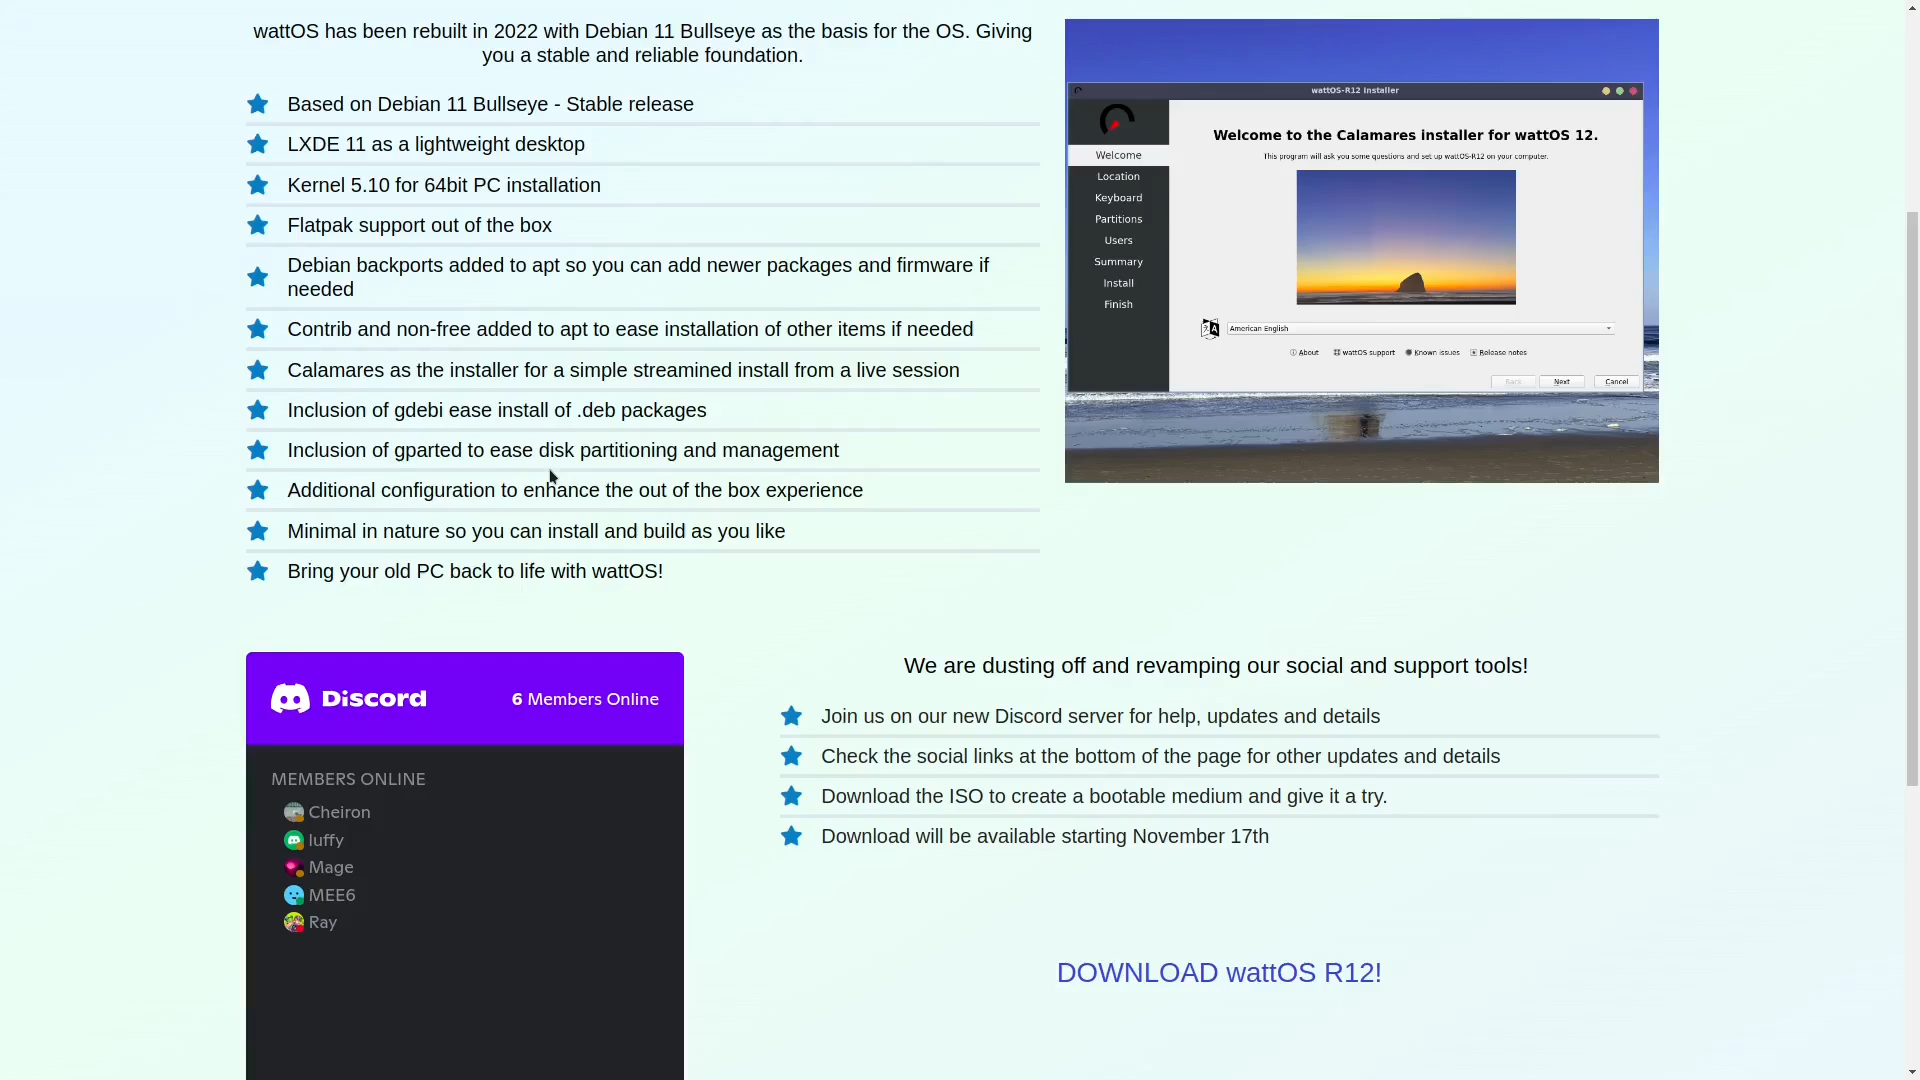 wattOS has been rebuilt in 2022 with Debian 11 Bullseye as the basis for the OS. Giving
you a stable and reliable foundation.
Based on Debian 11 Bullseye - Stable release
LXDE 11 as a lightweight desktop
Kernel 5.10 for 64bit PC installation
Flatpak support out of the box
Debian backports added to apt so you can add newer packages and firmware if
needed
Contrib and non-free added to apt to ease installation of other items if needed
Calamares as the installer for a simple streamined install from a live session
Inclusion of gdebi ease install of .deb packages
Inclusion of gparted to ease disk partitioning and management
Additional configuration to enhance the out of the box experience
Minimal in nature so you can install and build as you like
Bring your old PC back to life with wattOS!
wattOS-R12 Installer
Welcome
Location
Keyboard
Partitions
Users
Summary
Install
Finish
Welcome to the Calamares installer for wattOS 12.
This program will ask you some questions and set up wattOS-R12 on your computer.
American English
About wattOS support Known issues Release notes
Back Next Cancel
Discord 6 Members Online
MEMBERS ONLINE
Cheiron
luffy
Mage
MEE6
Ray
We are dusting off and revamping our social and support tools!
Join us on our new Discord server for help, updates and details
Check the social links at the bottom of the page for other updates and details
Download the ISO to create a bootable medium and give it a try.
Download will be available starting November 17th
DOWNLOAD wattOS R12!